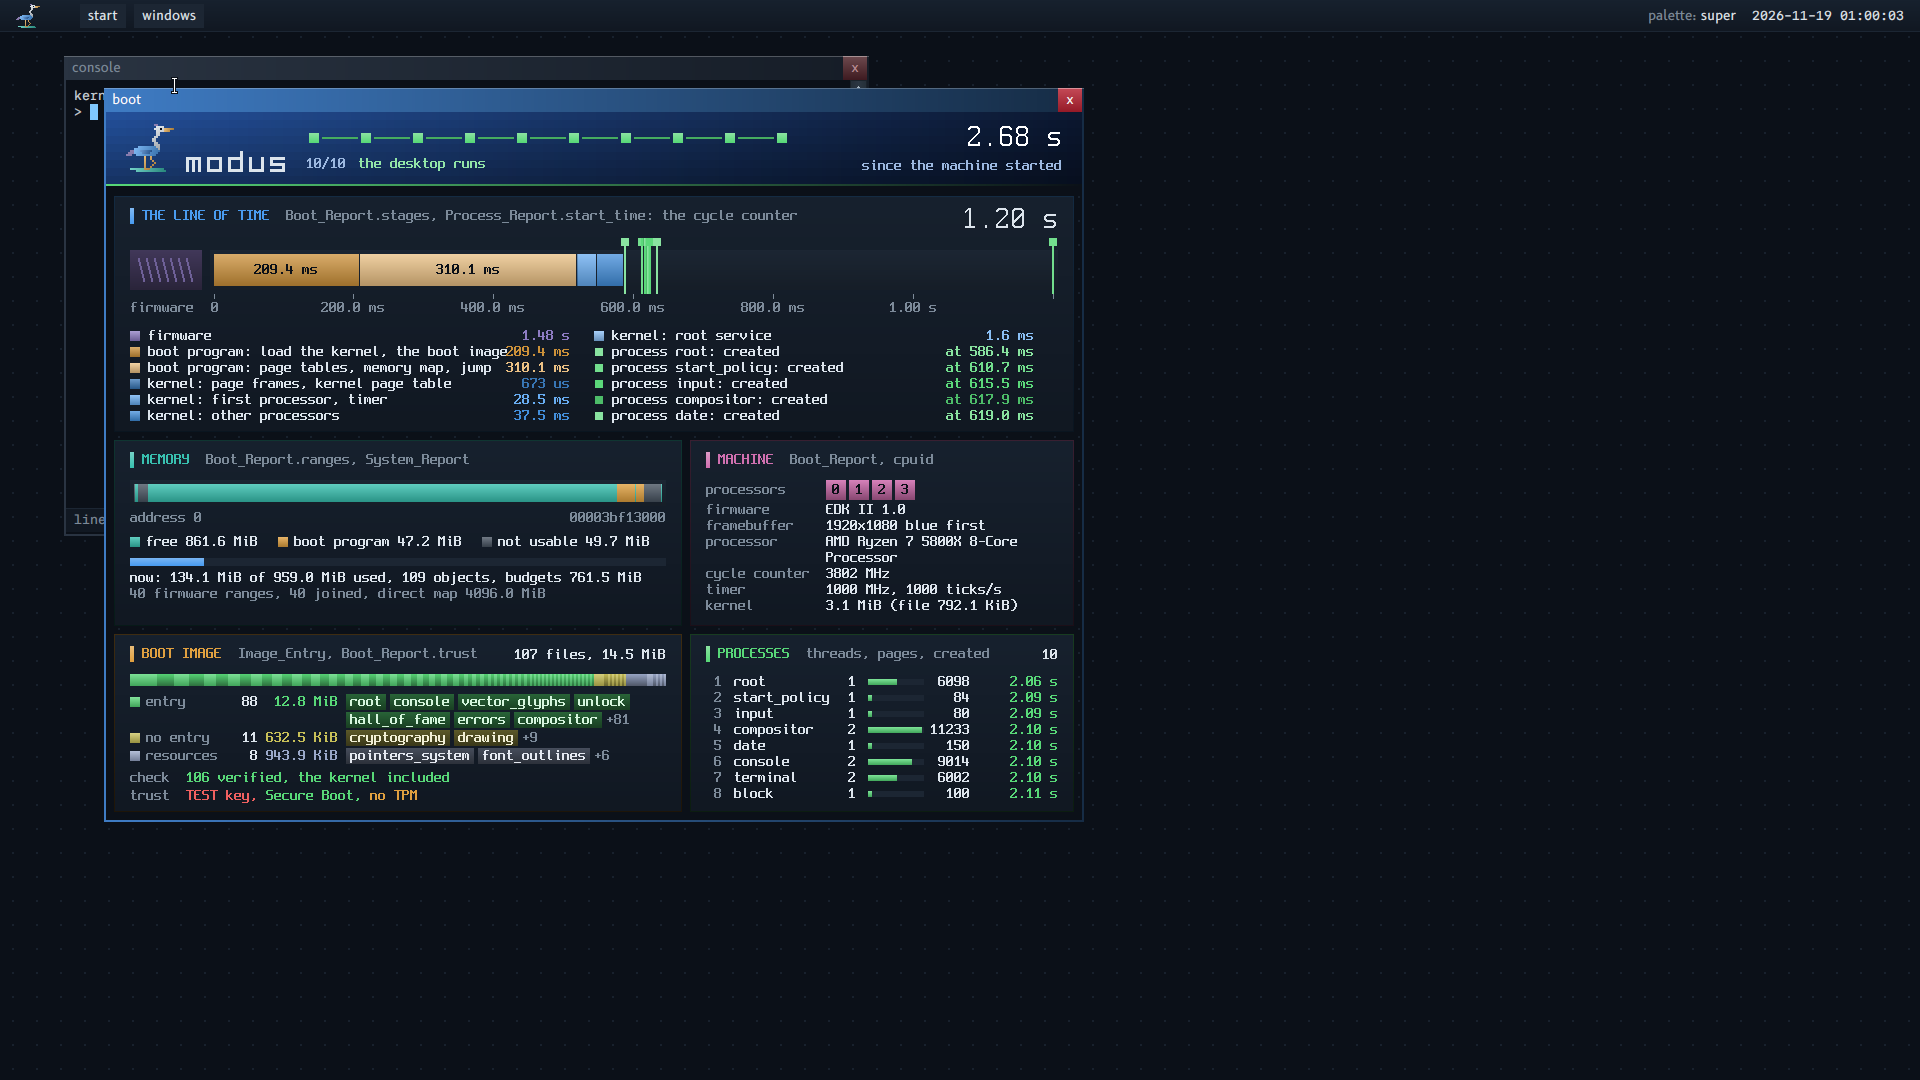 start windows palette: super 2026-11-19 01:00:03
console x
kern
>
line
boot x
modus
10/10 the desktop runs
2.68 s
since the machine started
THE LINE OF TIME Boot_Report.stages, Process_Report.start_time: the cycle counter 1.20 s
209.4 ms 310.1 ms
firmware 0 200.0 ms 400.0 ms 600.0 ms 800.0 ms 1.00 s
firmware 1.48 s
boot program: load the kernel, the boot image 209.4 ms
boot program: page tables, memory map, jump 310.1 ms
kernel: page frames, kernel page table 673 us
kernel: first processor, timer 28.5 ms
kernel: other processors 37.5 ms
kernel: root service 1.6 ms
process root: created at 586.4 ms
process start_policy: created at 610.7 ms
process input: created at 615.5 ms
process compositor: created at 617.9 ms
process date: created at 619.0 ms
MEMORY Boot_Report.ranges, System_Report
address 0 00003bf13000
free 861.6 MiB boot program 47.2 MiB not usable 49.7 MiB
now: 134.1 MiB of 959.0 MiB used, 109 objects, budgets 761.5 MiB
40 firmware ranges, 40 joined, direct map 4096.0 MiB
MACHINE Boot_Report, cpuid
processors 0 1 2 3
firmware EDK II 1.0
framebuffer 1920x1080 blue first
processor AMD Ryzen 7 5800X 8-Core
Processor
cycle counter 3802 MHz
timer 1000 MHz, 1000 ticks/s
kernel 3.1 MiB (file 792.1 KiB)
BOOT IMAGE Image_Entry, Boot_Report.trust 107 files, 14.5 MiB
entry 88 12.8 MiB root console vector_glyphs unlock
hall_of_fame errors compositor +81
no entry 11 632.5 KiB cryptography drawing +9
resources 8 943.9 KiB pointers_system font_outlines +6
check 106 verified, the kernel included
trust TEST key, Secure Boot, no TPM
PROCESSES threads, pages, created 10
1 root 1 6098 2.06 s
2 start_policy 1 84 2.09 s
3 input 1 80 2.09 s
4 compositor 2 11233 2.10 s
5 date 1 150 2.10 s
6 console 2 9014 2.10 s
7 terminal 2 6002 2.10 s
8 block 1 100 2.11 s